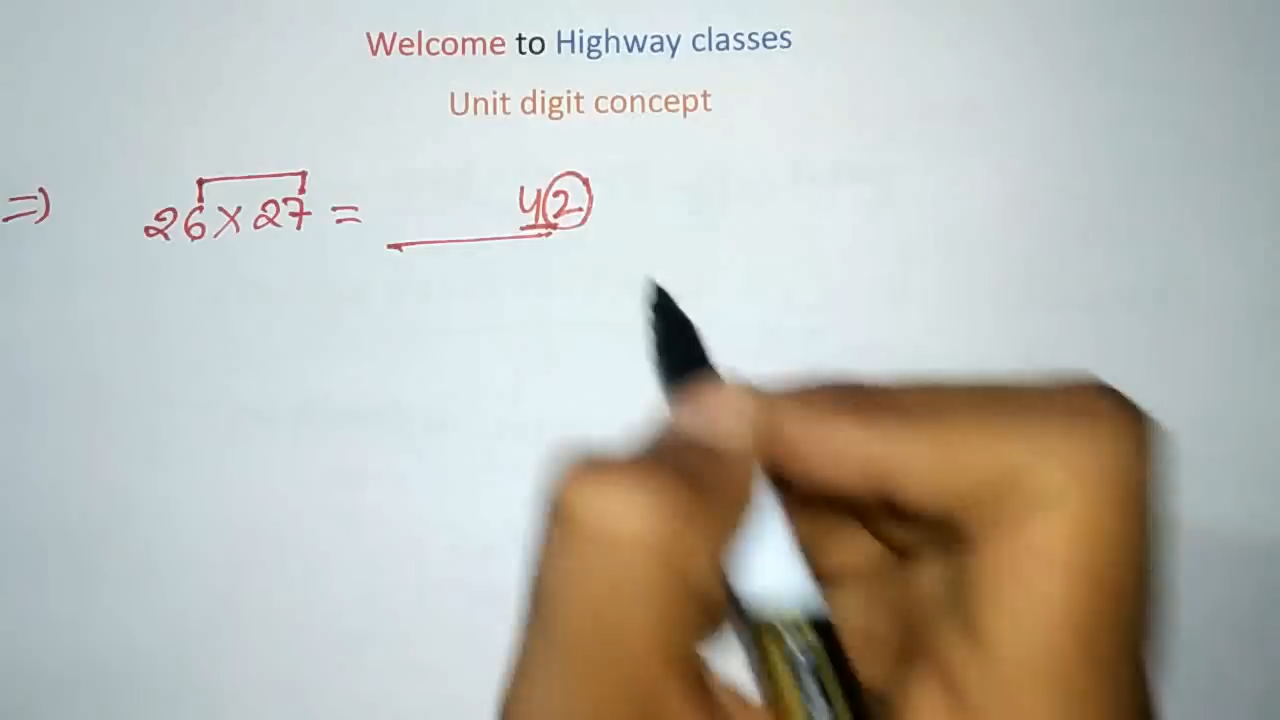 Welcome to Highway classes
Unit digit concept
⇒ 26 × 27 = 42